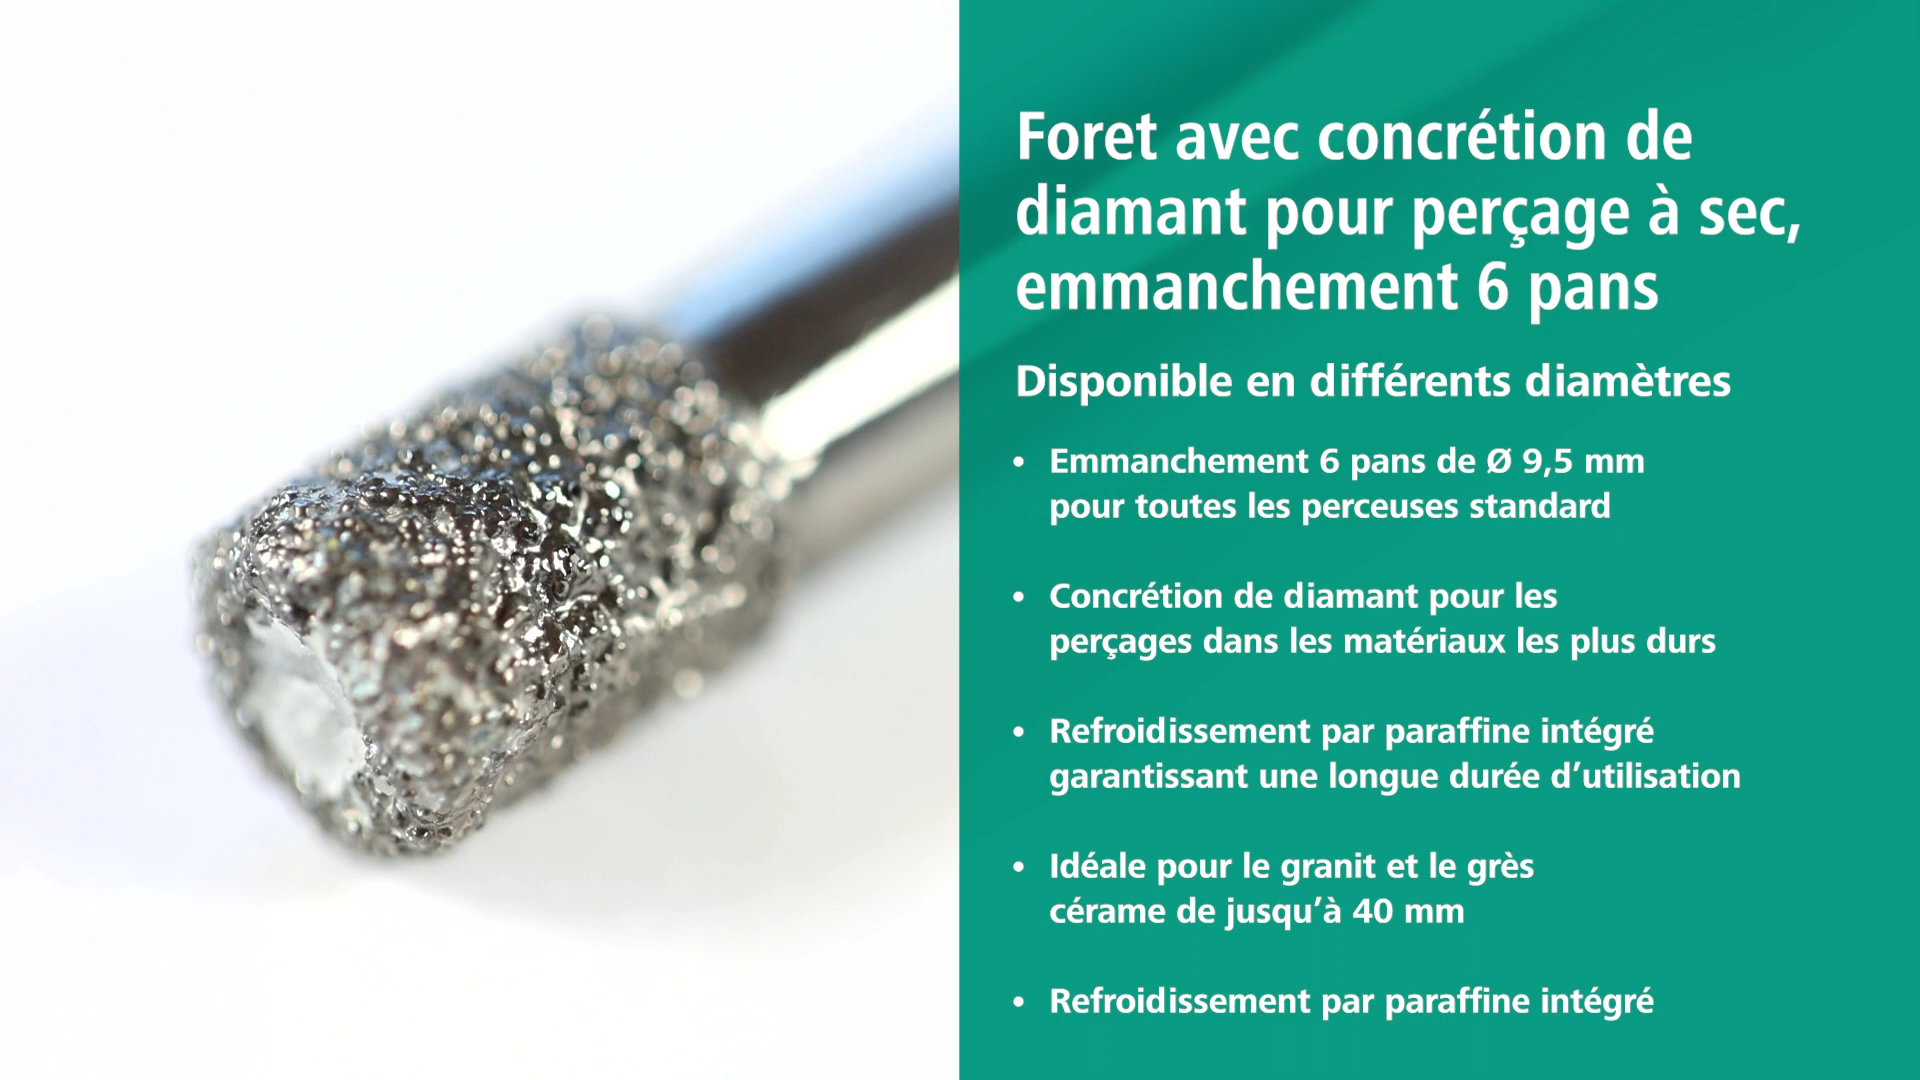 Foret avec concrétion de
diamant pour perçage à sec,
emmanchement 6 pans
Disponible en différents diamètres
• Emmanchement 6 pans de Ø 9,5 mm
pour toutes les perceuses standard
• Concrétion de diamant pour les
perçages dans les matériaux les plus durs
• Refroidissement par paraffine intégré
garantissant une longue durée d’utilisation
• Idéale pour le granit et le grès
cérame de jusqu’à 40 mm
• Refroidissement par paraffine intégré